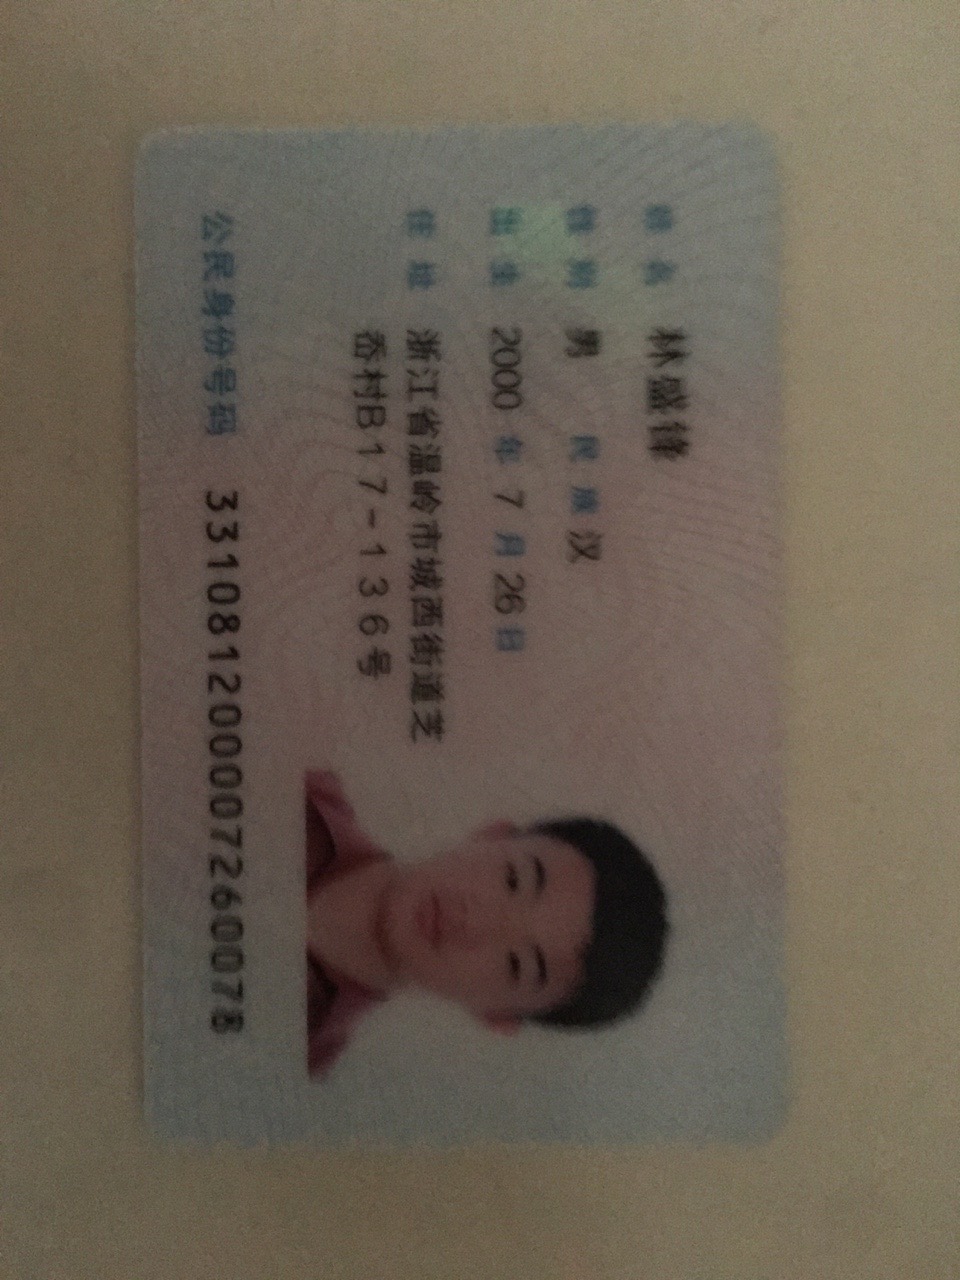 姓名 林盛锋
性别 男 民族 汉
出生 2000 年 7 月 26 日
住址 浙江省温岭市城西街道芝
岙村B17-136号
公民身份号码 331081200007260078